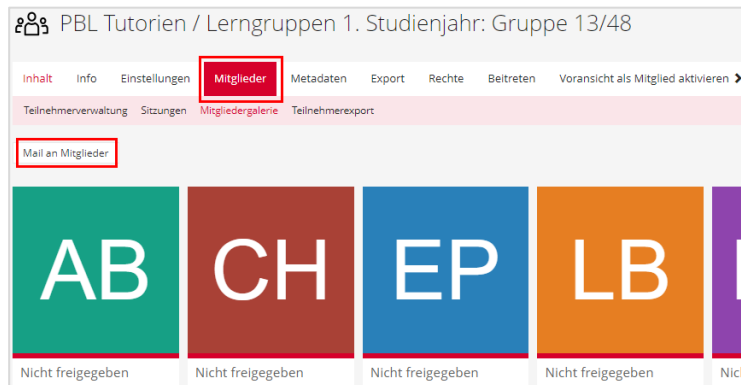 PBL Tutorien / Lerngruppen 1. Studienjahr: Gruppe 13/48
Inhalt Info Einstellungen Mitglieder Metadaten Export Rechte Beitreten Voransicht als Mitglied aktivieren
Teilnehmerverwaltung Sitzungen Mitgliedergalerie Teilnehmerexport
Mail an Mitglieder
AB CH EP LB
Nicht freigegeben Nicht freigegeben Nicht freigegeben Nicht freigegeben